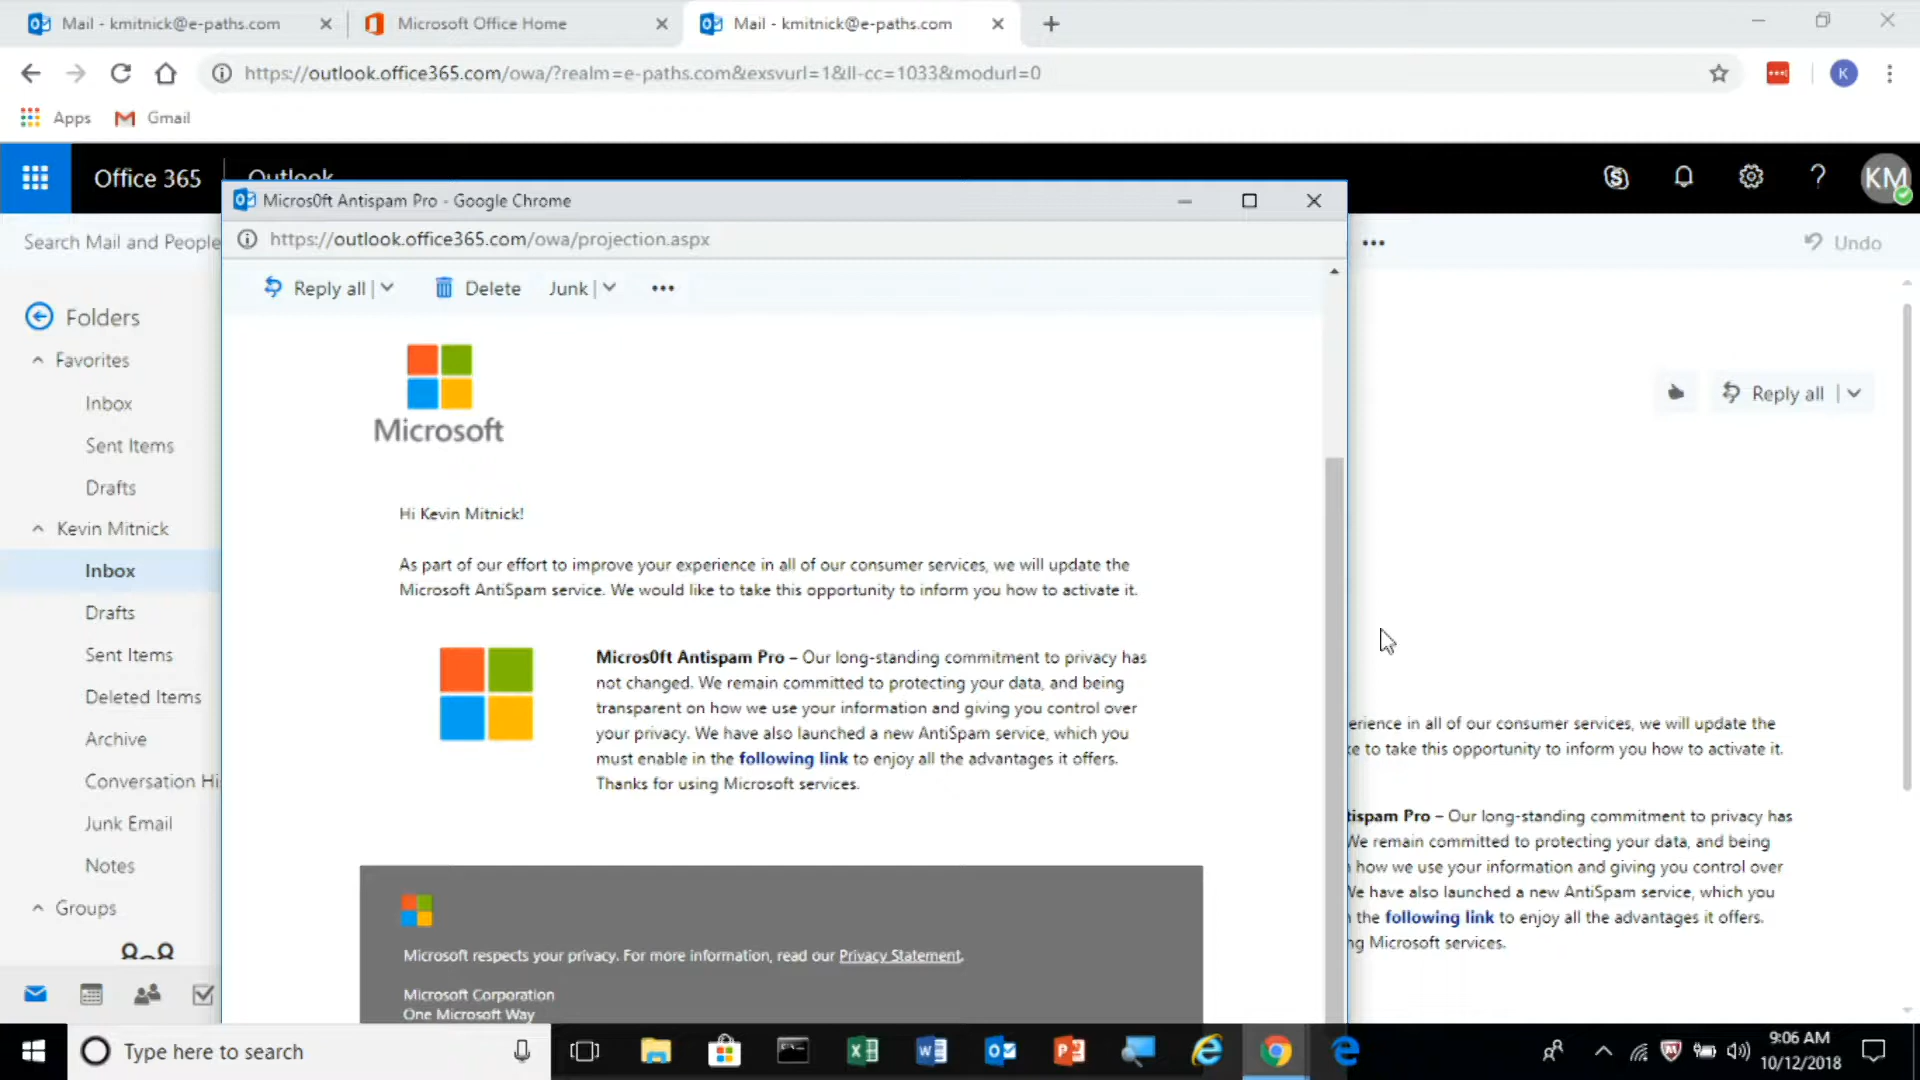 Mail - kmitnick@e-paths.com
Microsoft Office Home
Mail - kmitnick@e-paths.com
https://outlook.office365.com/owa/?realm=e-paths.com&exsvurl=1&ll-cc=1033&modurl=0
K
Apps
Gmail
Office 365
Outlook
KM
Micros0ft Antispam Pro - Google Chrome
https://outlook.office365.com/owa/projection.aspx
Search Mail and People
Undo
Reply all
Delete
Junk
Folders
Favorites
Inbox
Sent Items
Drafts
Kevin Mitnick
Inbox
Drafts
Sent Items
Deleted Items
Archive
Conversation Hi
Junk Email
Notes
Groups
Microsoft
Hi Kevin Mitnick!
As part of our effort to improve your experience in all of our consumer services, we will update the
Microsoft AntiSpam service. We would like to take this opportunity to inform you how to activate it.
Micros0ft Antispam Pro – Our long-standing commitment to privacy has
not changed. We remain committed to protecting your data, and being
transparent on how we use your information and giving you control over
your privacy. We have also launched a new AntiSpam service, which you
must enable in the following link to enjoy all the advantages it offers.
Thanks for using Microsoft services.
Microsoft respects your privacy. For more information, read our Privacy Statement.
Microsoft Corporation
One Microsoft Way
Reply all
erience in all of our consumer services, we will update the
ke to take this opportunity to inform you how to activate it.
tispam Pro – Our long-standing commitment to privacy has
We remain committed to protecting your data, and being
how we use your information and giving you control over
We have also launched a new AntiSpam service, which you
the following link to enjoy all the advantages it offers.
ng Microsoft services.
Type here to search
9:06 AM
10/12/2018